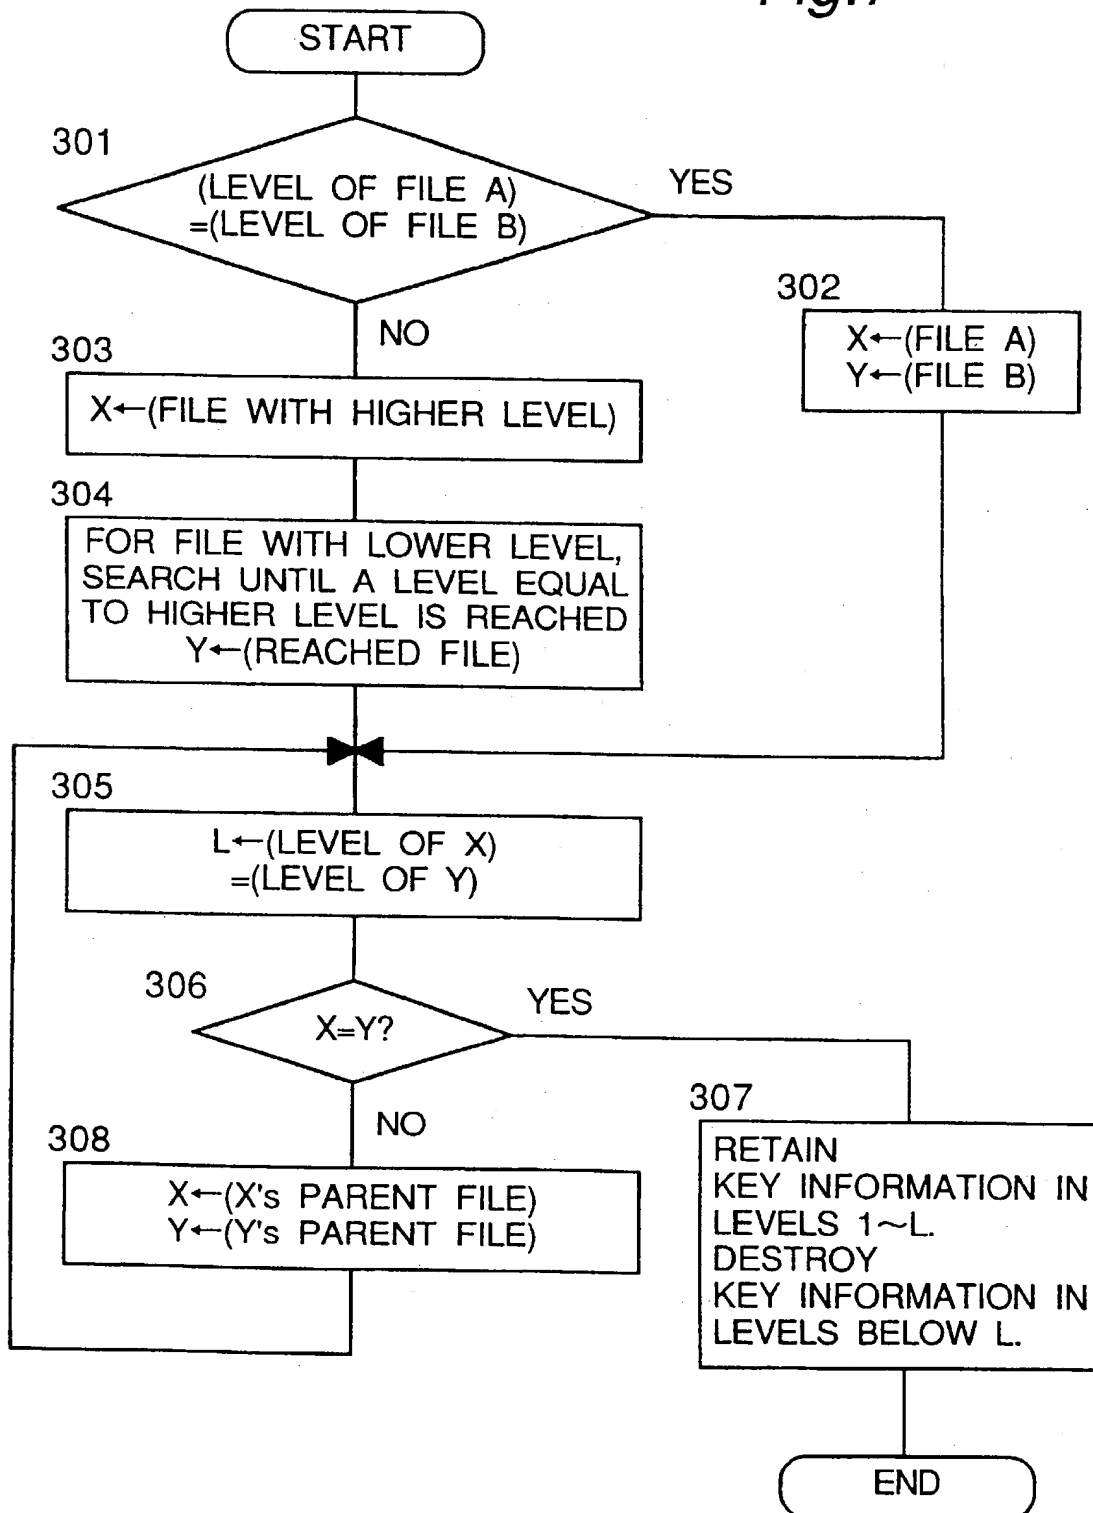 START
301
(LEVEL OF FILE A)
=(LEVEL OF FILE B)
YES
302
X←(FILE A)
Y←(FILE B)
NO
303
X←(FILE WITH HIGHER LEVEL)
304
FOR FILE WITH LOWER LEVEL,
SEARCH UNTIL A LEVEL EQUAL
TO HIGHER LEVEL IS REACHED
Y←(REACHED FILE)
305
L←(LEVEL OF X)
=(LEVEL OF Y)
306
X=Y?
YES
NO
307
RETAIN
KEY INFORMATION IN
LEVELS 1~L.
DESTROY
KEY INFORMATION IN
LEVELS BELOW L.
308
X←(X's PARENT FILE)
Y←(Y's PARENT FILE)
END